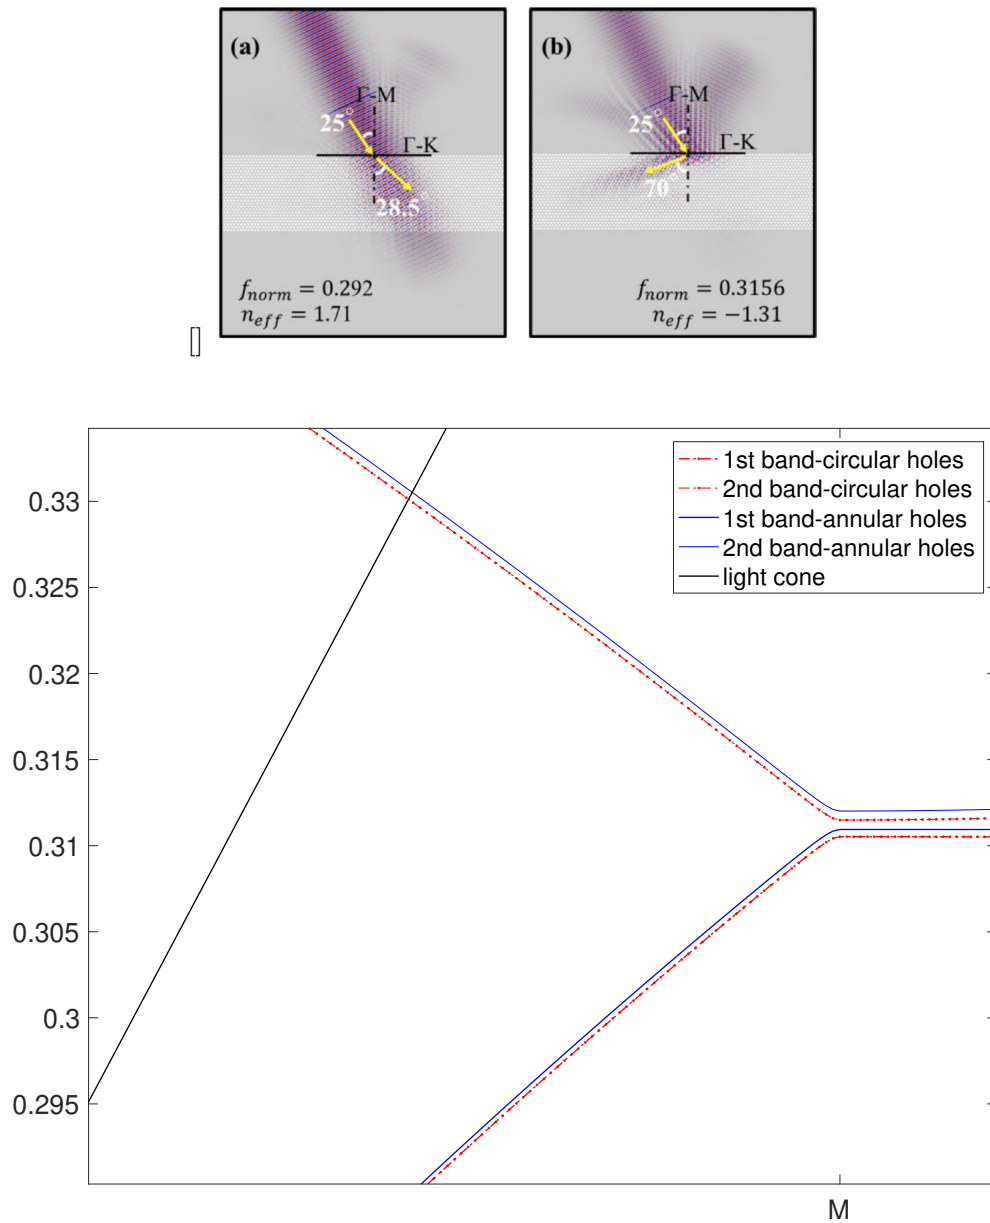 (a)
Γ-M
25°
Γ-K
28.5°
f_norm = 0.292
n_eff = 1.71
(b)
Γ-M
25°
Γ-K
70°
f_norm = 0.3156
n_eff = −1.31
[]
1st band-circular holes
2nd band-circular holes
1st band-annular holes
2nd band-annular holes
light cone
0.33
0.325
0.32
0.315
0.31
0.305
0.3
0.295
M